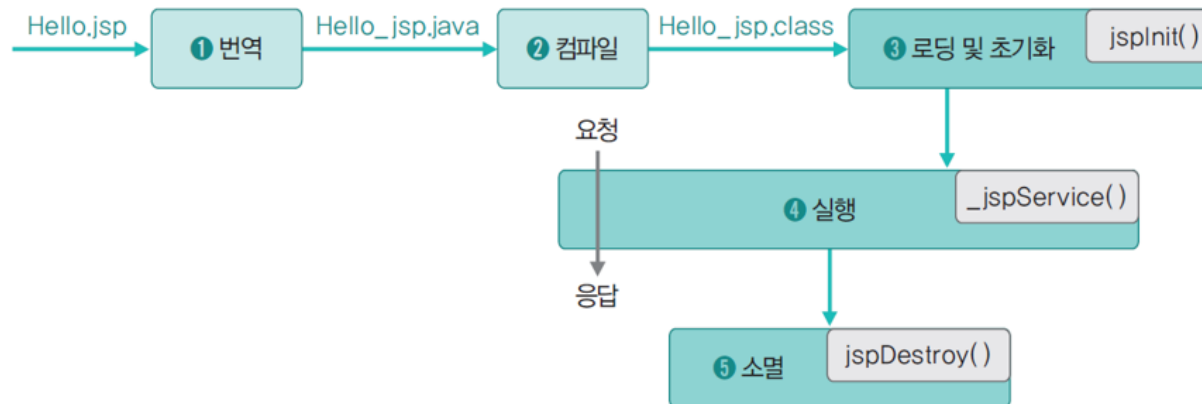 Hello.jsp
❶ 번역
Hello_jsp.java
❷ 컴파일
Hello_jsp.class
❸ 로딩 및 초기화
jspInit()
요청
❹ 실행
_jspService()
응답
❺ 소멸
jspDestroy()